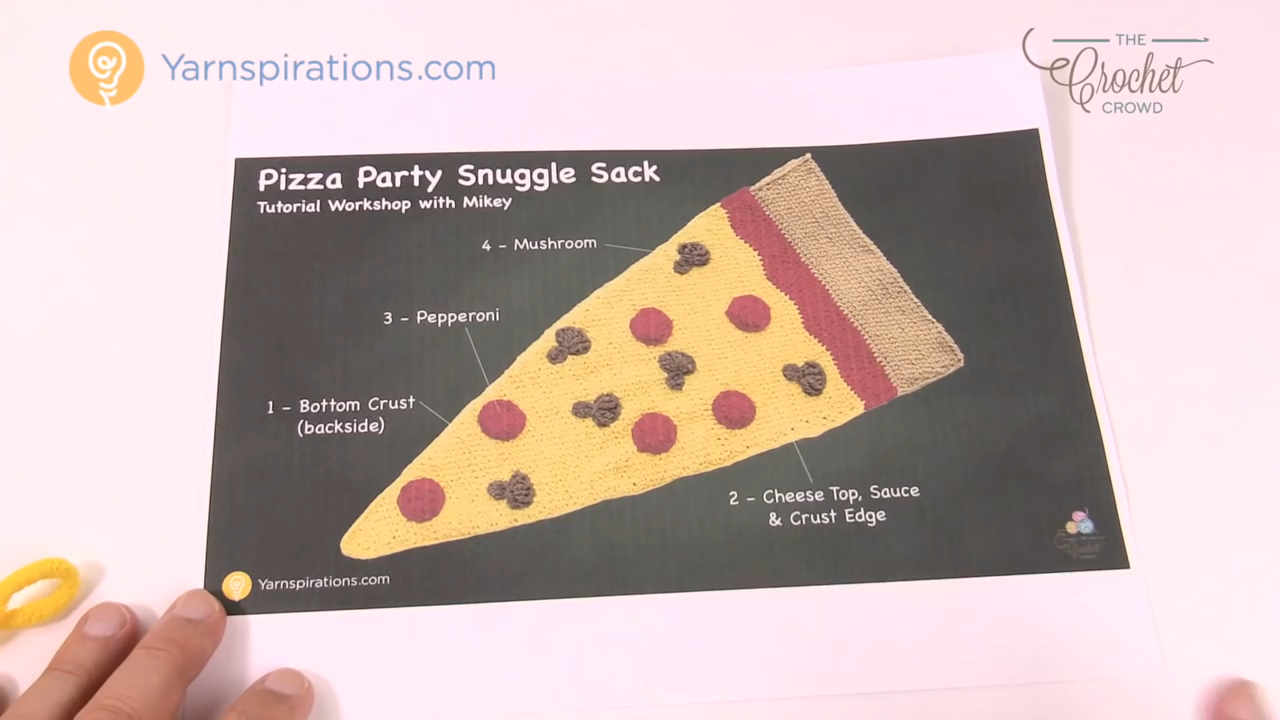 Yarnspirations.com
THE
Crochet
CROWD
Pizza Party Snuggle Sack
Tutorial Workshop with Mikey
4 - Mushroom
3 - Pepperoni
1 - Bottom Crust
(backside)
2 - Cheese Top, Sauce
& Crust Edge
Yarnspirations.com